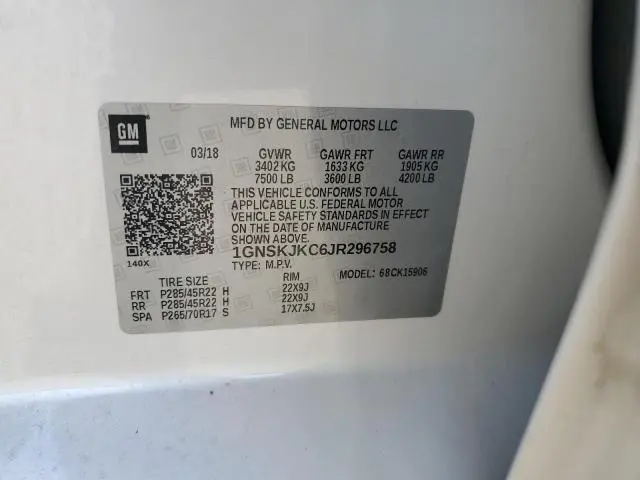 GM
MFD BY GENERAL MOTORS LLC
03/18 GVWR GAWR FRT GAWR RR
3402 KG 1633 KG 1905 KG
7500 LB 3600 LB 4200 LB
THIS VEHICLE CONFORMS TO ALL
APPLICABLE U.S. FEDERAL MOTOR
VEHICLE SAFETY STANDARDS IN EFFECT
ON THE DATE OF MANUFACTURE
SHOWN ABOVE.
1GNSKJKC6JR296758
140X
TYPE: M.P.V. MODEL: 68CK15906
TIRE SIZE RIM
FRT P285/45R22 H 22X9J
RR P285/45R22 H 22X9J
SPA P265/70R17 S 17X7.5J